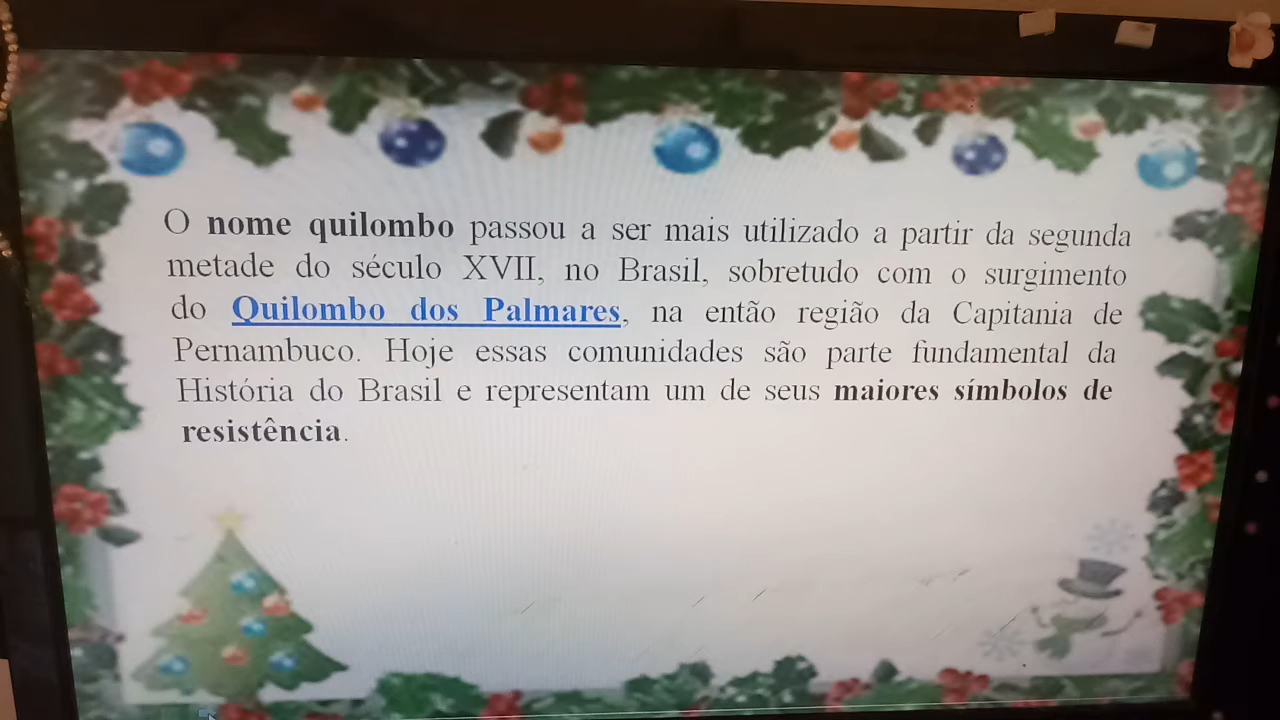 O nome quilombo passou a ser mais utilizado a partir da segunda
metade do século XVII, no Brasil, sobretudo com o surgimento
do Quilombo dos Palmares, na então região da Capitania de
Pernambuco. Hoje essas comunidades são parte fundamental da
História do Brasil e representam um de seus maiores símbolos de
resistência.